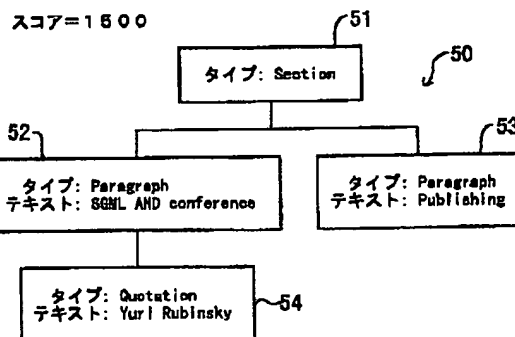 スコア=1500
51
タイプ: Section
50
52
タイプ: Paragraph
テキスト: SGML AND conference
53
タイプ: Paragraph
テキスト: Publishing
タイプ: Quotation
テキスト: Yuri Rubinsky
54